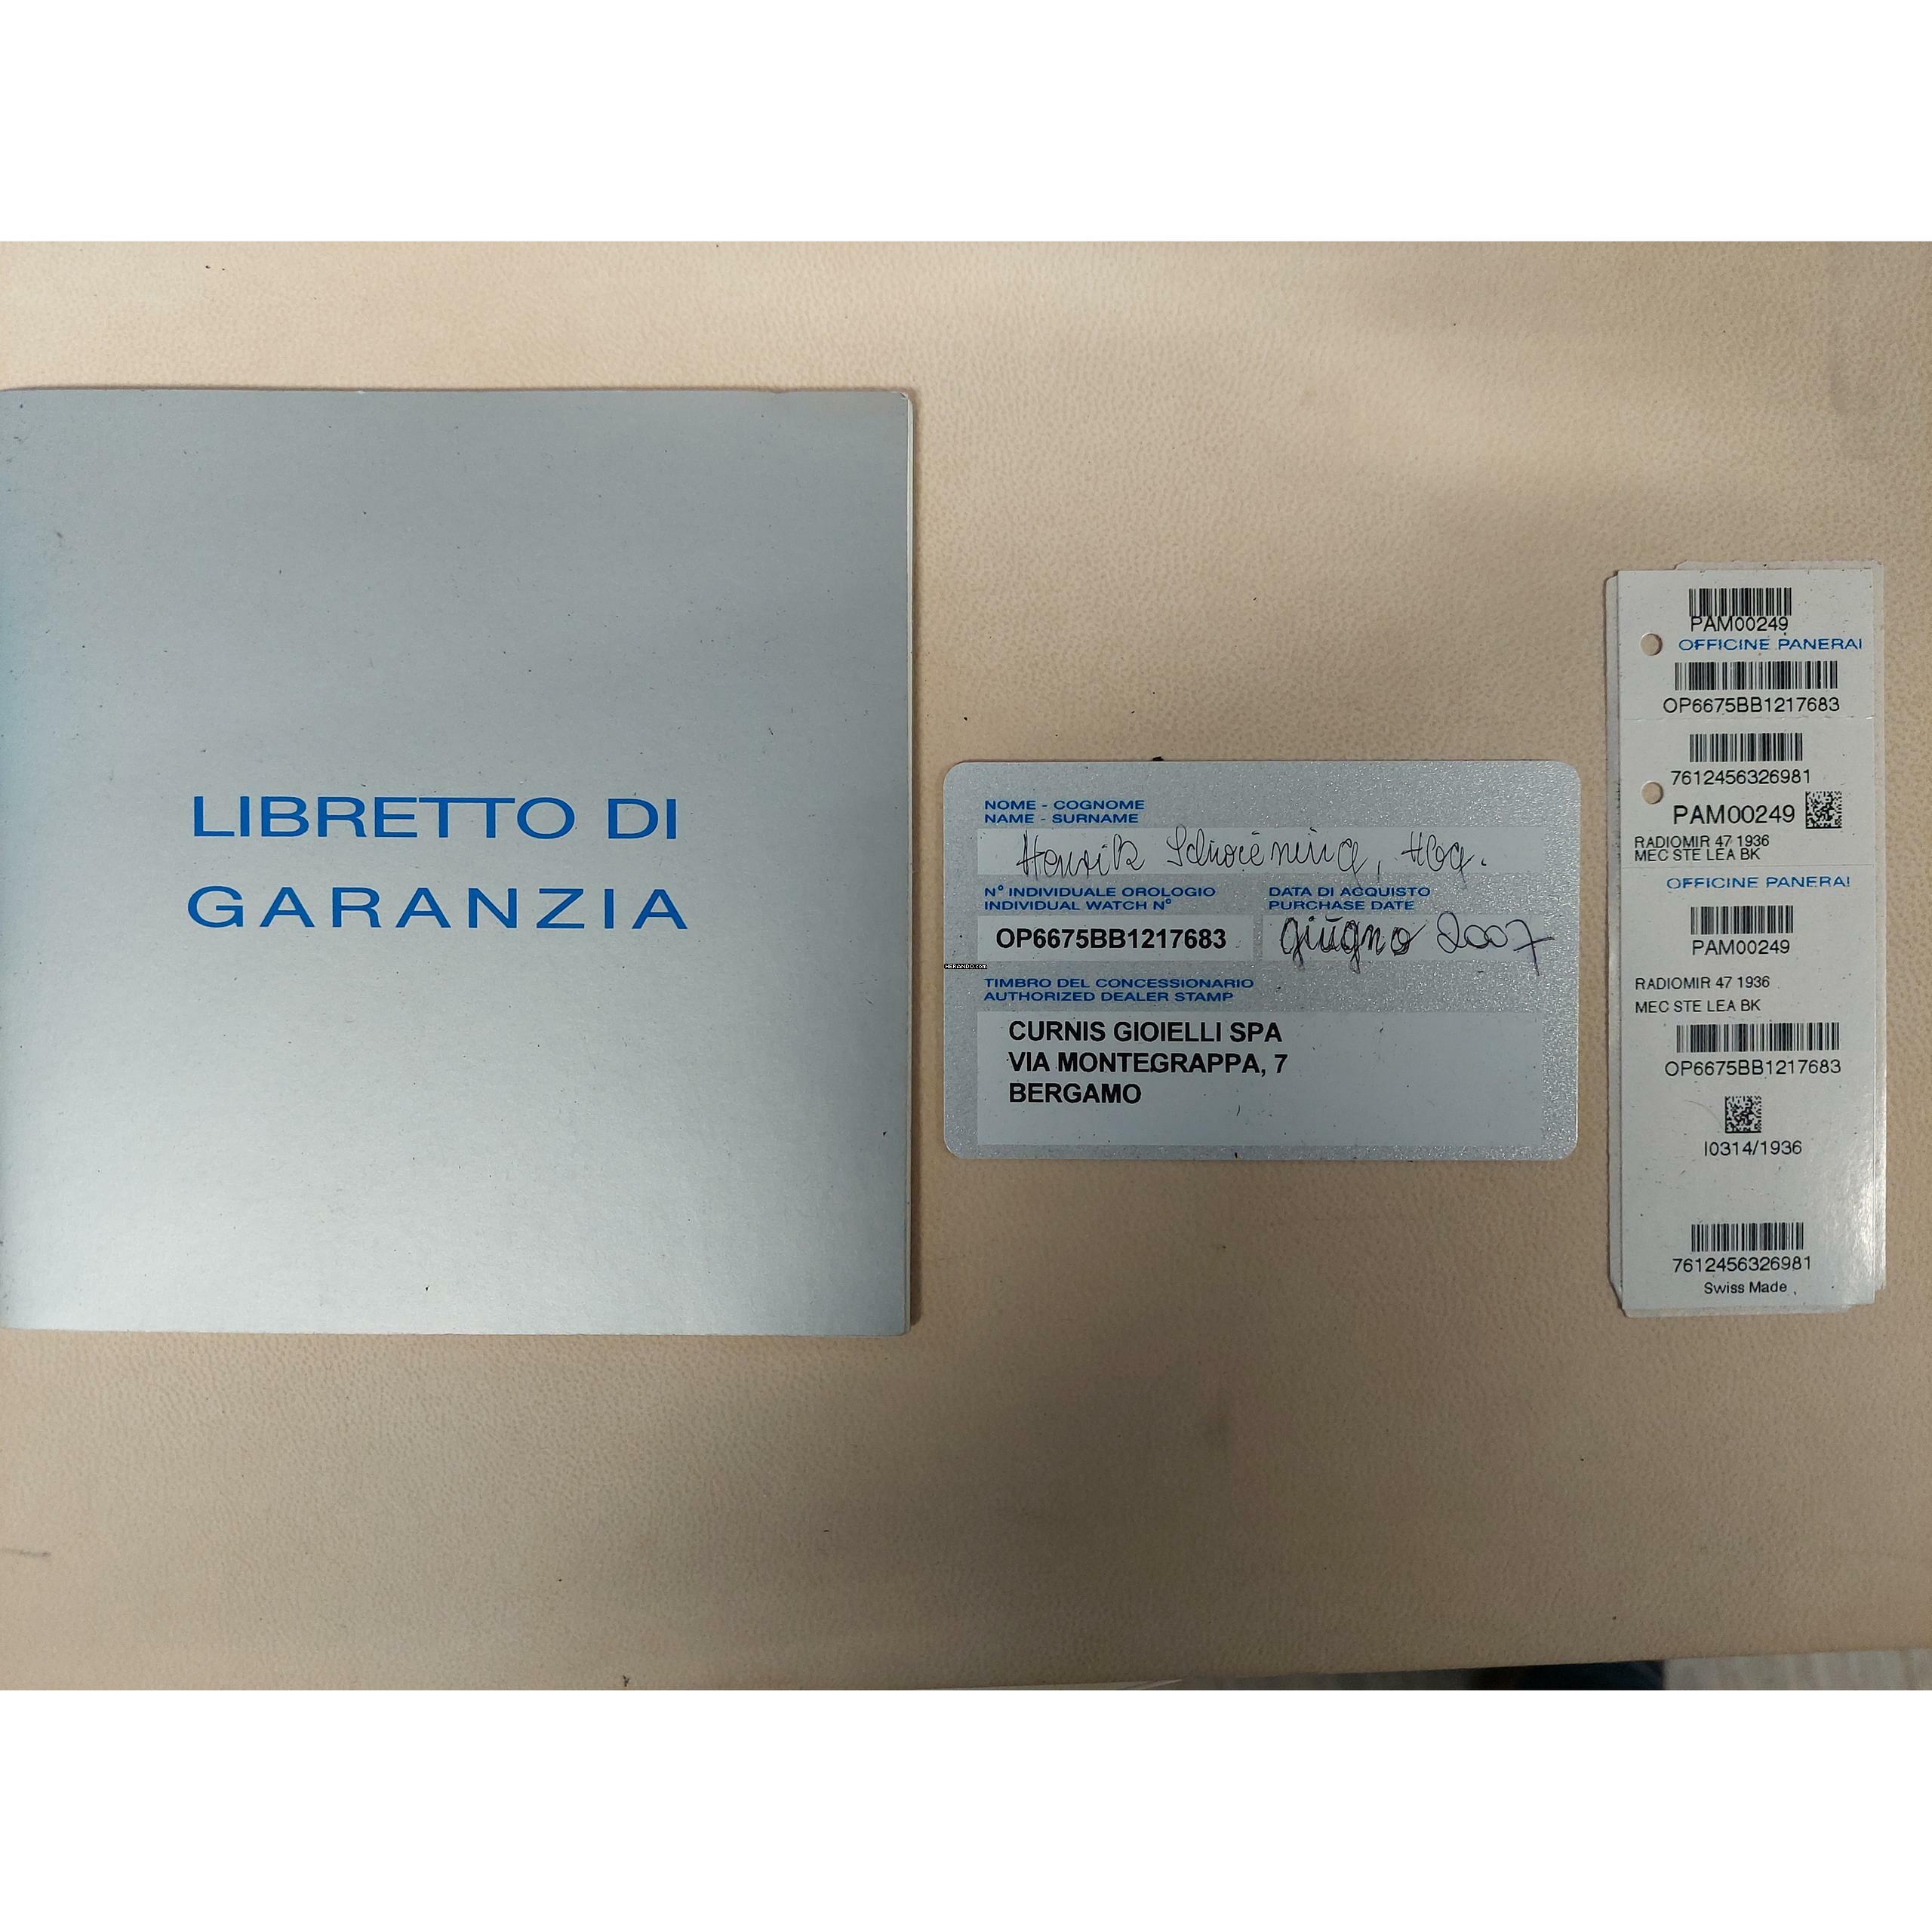 LIBRETTO DI
GARANZIA
NOME - COGNOME
NAME - SURNAME
N° INDIVIDUALE OROLOGIO
INDIVIDUAL WATCH N°
OP6675BB1217683
DATA DI ACQUISTO
PURCHASE DATE
giugno 2007
HERANDO.com
TIMBRO DEL CONCESSIONARIO
AUTHORIZED DEALER STAMP
CURNIS GIOIELLI SPA
VIA MONTEGRAPPA, 7
BERGAMO
PAM00249
OFFICINE PANERAI
OP6675BB1217683
7612456326981
PAM00249
RADIOMIR 47 1936
MEC STE LEA BK
OFFICINE PANERAI
PAM00249
RADIOMIR 47 1936
MEC STE LEA BK
OP6675BB1217683
I0314/1936
7612456326981
Swiss Made